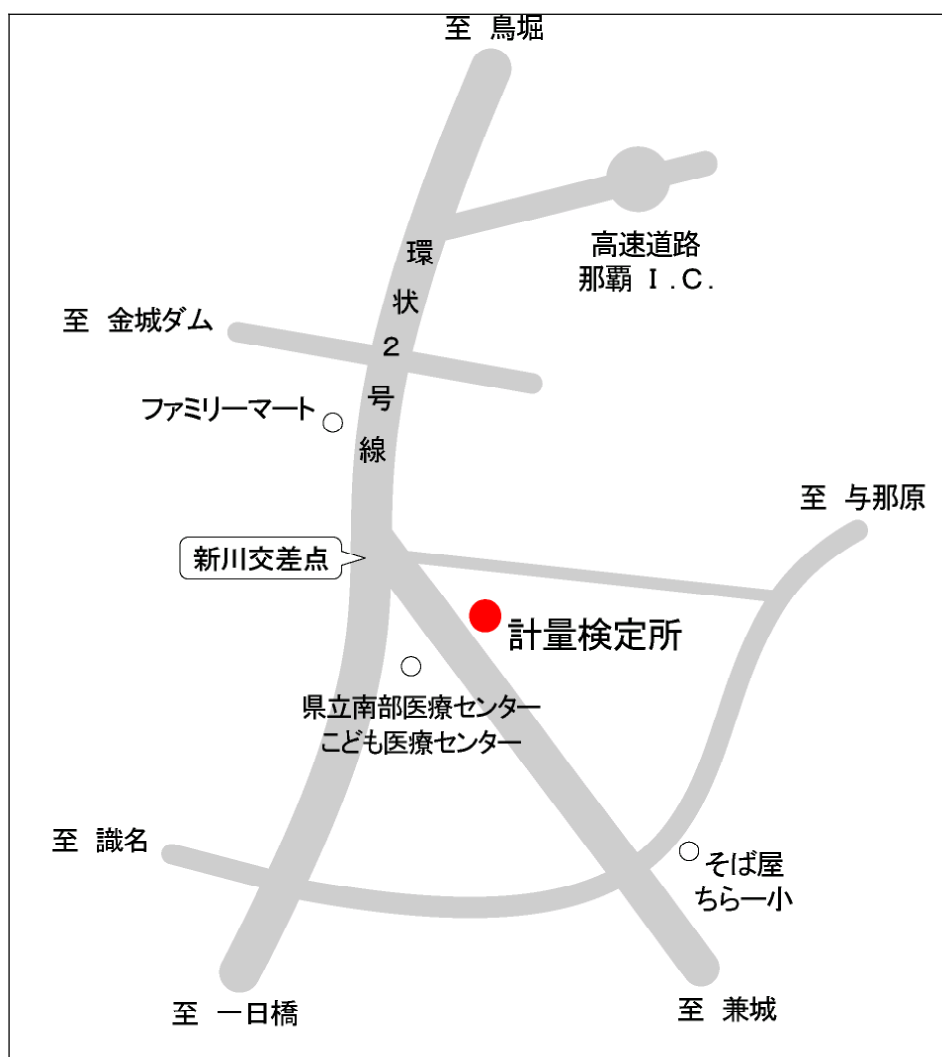 至　鳥堀
高速道路
那覇 I .C.
環状２号線
至　金城ダム
ファミリーマート
至　与那原
新川交差点
計量検定所
県立南部医療センター
こども医療センター
至　識名
そば屋
ちらー小
至　一日橋
至　兼城